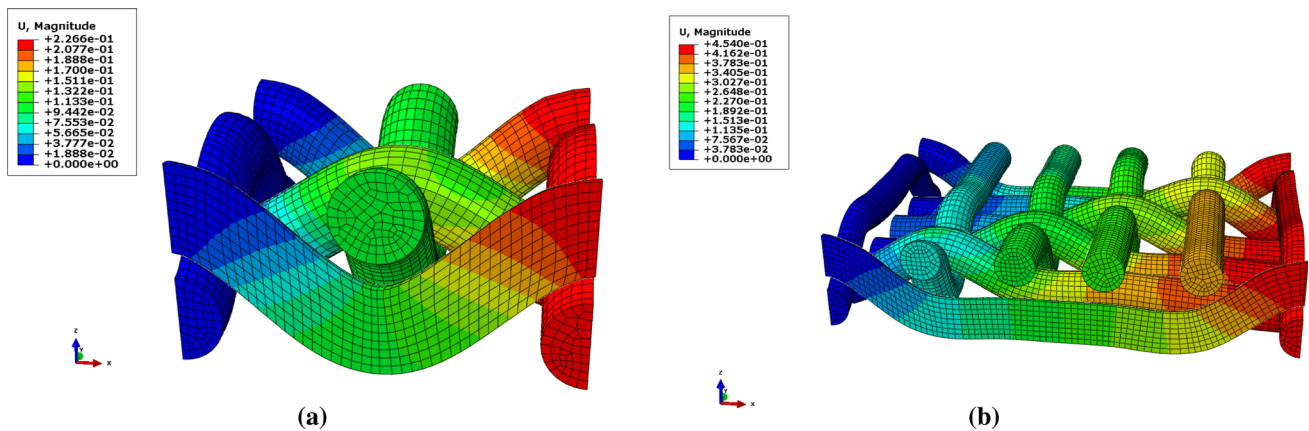 U, Magnitude
+2.266e-01
+2.077e-01
+1.888e-01
+1.700e-01
+1.511e-01
+1.322e-01
+1.133e-01
+9.442e-02
+7.553e-02
+5.665e-02
+3.777e-02
+1.888e-02
+0.000e+00
Z
Y
X
(a)
U, Magnitude
+4.540e-01
+4.162e-01
+3.783e-01
+3.405e-01
+3.027e-01
+2.648e-01
+2.270e-01
+1.892e-01
+1.513e-01
+1.135e-01
+7.567e-02
+3.783e-02
+0.000e+00
Z
Y
X
(b)